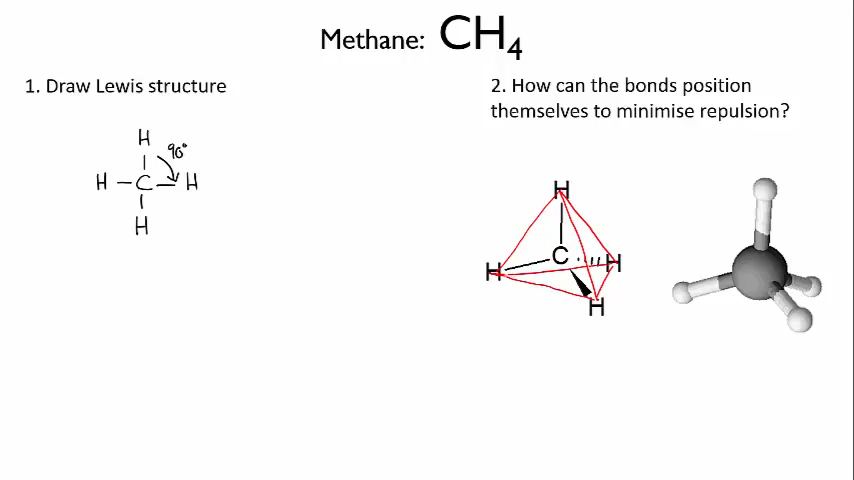 Methane: CH₄
1. Draw Lewis structure
2. How can the bonds position
themselves to minimise repulsion?
H
90°
H – C – H
H
H
C
H
H
H